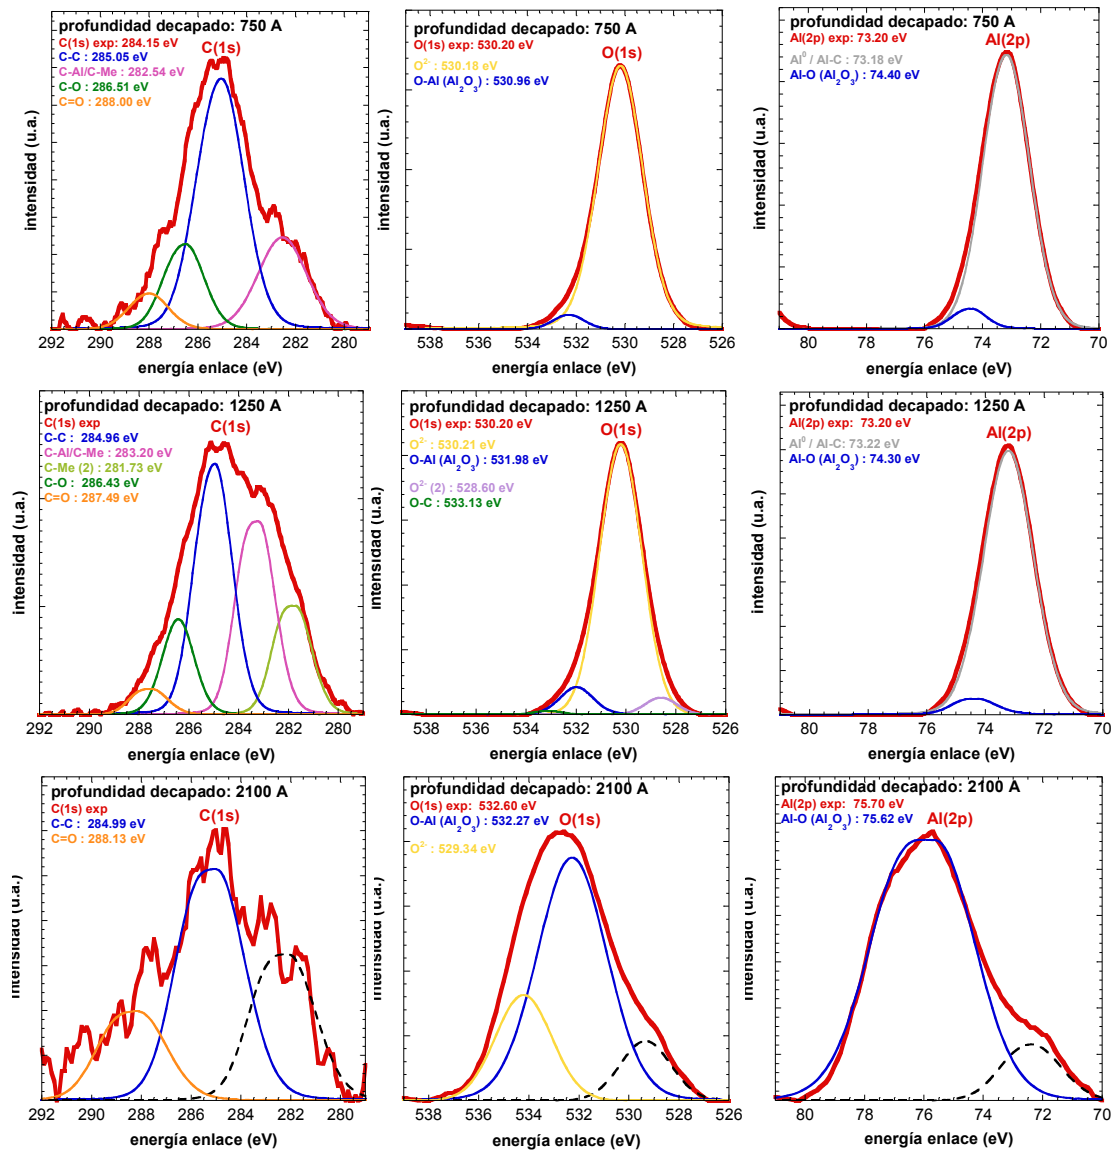 profundidad decapado: 750 A
C(1s) exp: 284.15 eV
C-C : 285.05 eV
C-Al/C-Me : 282.54 eV
C-O : 286.51 eV
C=O : 288.00 eV
C(1s)
intensidad (u.a.)
292 290 288 286 284 282 280
energía enlace (eV)
profundidad decapado: 750 A
O(1s) exp: 530.20 eV
O2- : 530.18 eV
O-Al (Al2O3) : 530.96 eV
O(1s)
intensidad (u.a.)
538 536 534 532 530 528 526
energía enlace (eV)
profundidad decapado: 750 A
Al(2p) exp: 73.20 eV
Al0 / Al-C: 73.18 eV
Al-O (Al2O3) : 74.40 eV
Al(2p)
intensidad (u.a.)
80 78 76 74 72 70
energía enlace (eV)
profundidad decapado: 1250 A
C(1s) exp
C-C : 284.96 eV
C-Al/C-Me : 283.20 eV
C-Me (2) : 281.73 eV
C-O : 286.43 eV
C=O : 287.49 eV
C(1s)
intensidad (u.a.)
292 290 288 286 284 282 280
energía enlace (eV)
profundidad decapado: 1250 A
O(1s) exp: 530.20 eV
O2- : 530.21 eV
O-Al (Al2O3) : 531.98 eV
O2- (2) : 528.60 eV
O-C : 533.13 eV
O(1s)
intensidad (u.a.)
538 536 534 532 530 528 526
energía enlace (eV)
profundidad decapado: 1250 A
Al(2p) exp: 73.20 eV
Al0 / Al-C: 73.22 eV
Al-O (Al2O3) : 74.30 eV
Al(2p)
intensidad (u.a.)
80 78 76 74 72 70
energía enlace (eV)
profundidad decapado: 2100 A
C(1s) exp
C-C : 284.99 eV
C=O : 288.13 eV
C(1s)
intensidad (u.a.)
292 290 288 286 284 282 280
energía enlace (eV)
profundidad decapado: 2100 A
O(1s) exp: 532.60 eV
O-Al (Al2O3) : 532.27 eV
O2- : 529.34 eV
O(1s)
intensidad (u.a.)
538 536 534 532 530 528 526
energía enlace (eV)
profundidad decapado: 2100 A
Al(2p) exp: 75.70 eV
Al-O (Al2O3) : 75.62 eV
Al(2p)
intensidad (u.a.)
80 78 76 74 72 70
energía enlace (eV)